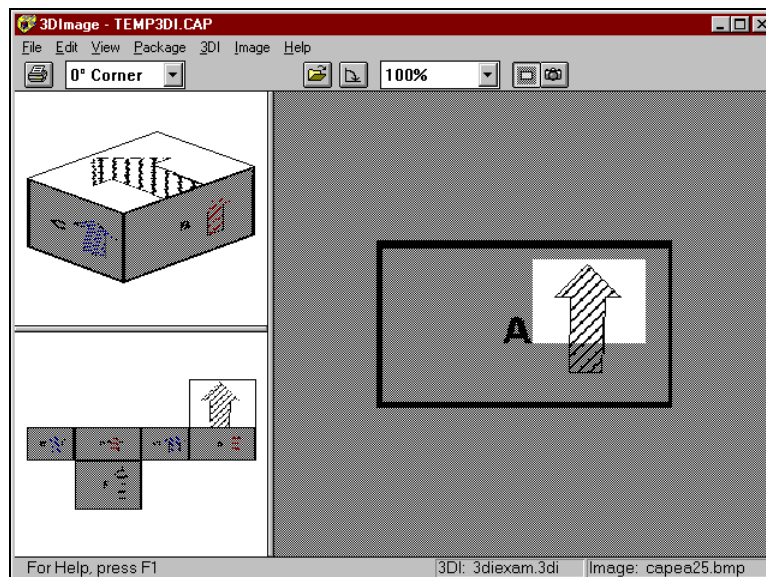 3DImage - TEMP3DI.CAP
File Edit View Package 3DI Image Help
0° Corner 100%
A
For Help, press F1 3DI: 3diexam.3di Image: capea25.bmp